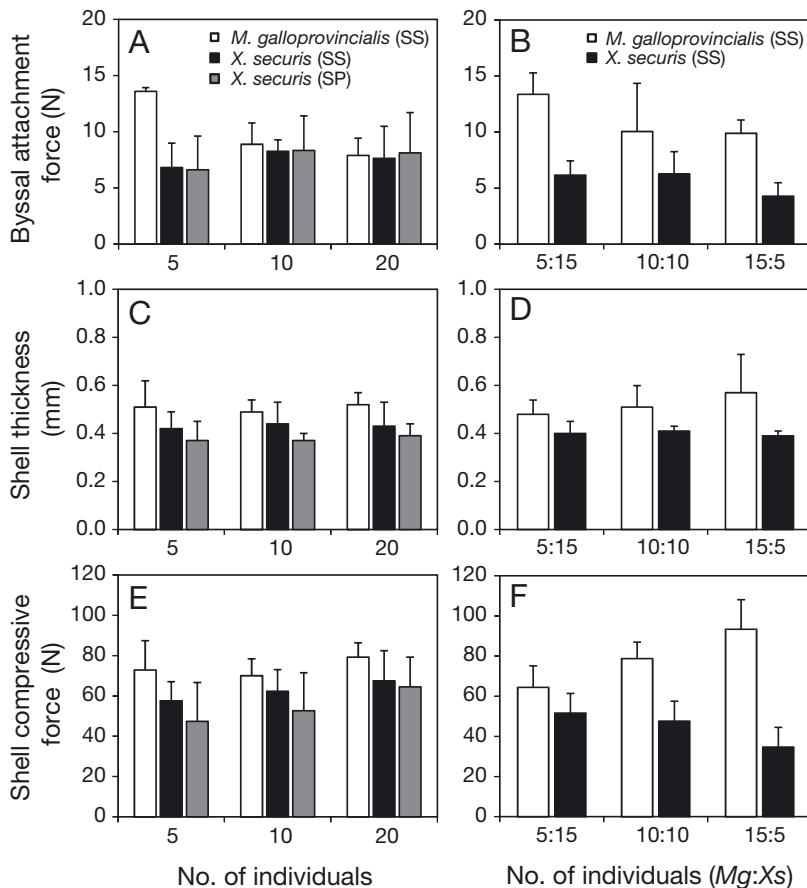 A
M. galloprovincialis (SS)
X. securis (SS)
X. securis (SP)
Byssal attachment
force (N)
20
15
10
5
0
5
10
20
B
M. galloprovincialis (SS)
X. securis (SS)
20
15
10
5
0
5:15
10:10
15:5
C
Shell thickness
(mm)
1.0
0.8
0.6
0.4
0.2
0.0
5
10
20
D
1.0
0.8
0.6
0.4
0.2
0.0
5:15
10:10
15:5
E
Shell compressive
force (N)
120
100
80
60
40
20
0
5
10
20
No. of individuals
F
120
100
80
60
40
20
0
5:15
10:10
15:5
No. of individuals (Mg:Xs)